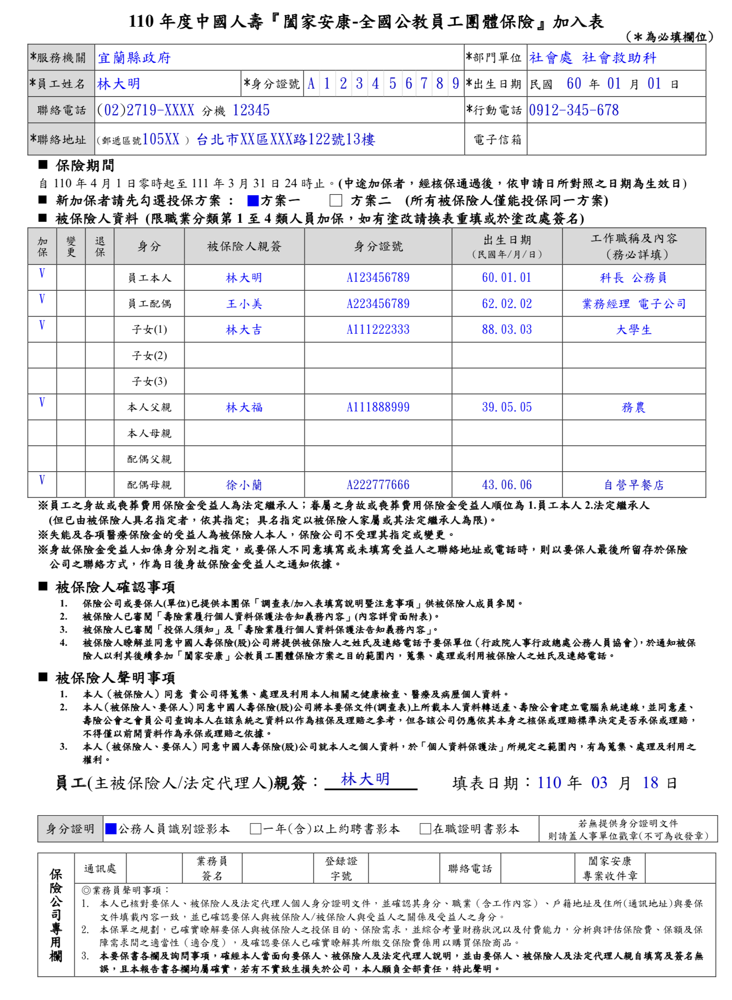 110 年度中國人壽『闔家安康-全國公教員工團體保險』加入表
（＊為必填欄位）
*服務機關 宜蘭縣政府 *部門單位 社會處 社會救助科
*員工姓名 林大明 *身分證號 A 1 2 3 4 5 6 7 8 9 *出生日期 民國 60 年 01 月 01 日
聯絡電話 (02)2719-XXXX 分機 12345 *行動電話 0912-345-678
*聯絡地址 (郵遞區號105XX ) 台北市XX區XXX路122號13樓 電子信箱
■ 保險期間
自 110 年 4 月 1 日零時起至 111 年 3 月 31 日 24 時止。(中途加保者，經核保通過後，依申請日所對照之日期為生效日)
■ 新加保者請先勾選投保方案： ■方案一 □ 方案二 (所有被保險人僅能投保同一方案)
■ 被保險人資料 (限職業分類第 1 至 4 類人員加保，如有塗改請換表重填或於塗改處簽名)
加保 變更 退保 身分 被保險人親簽 身分證號 出生日期 （民國年/月/日） 工作職稱及內容 （務必詳填）
V 員工本人 林大明 A123456789 60.01.01 科長 公務員
V 員工配偶 王小美 A223456789 62.02.02 業務經理 電子公司
V 子女(1) 林大吉 A111222333 88.03.03 大學生
子女(2)
子女(3)
V 本人父親 林大福 A111888999 39.05.05 務農
本人母親
配偶父親
V 配偶母親 徐小蘭 A222777666 43.06.06 自營早餐店
※員工之身故或喪葬費用保險金受益人為法定繼承人；眷屬之身故或喪葬費用保險金受益人順位為 1.員工本人 2.法定繼承人
(但已由被保險人具名指定者，依其指定; 具名指定以被保險人家屬或其法定繼承人為限)。
※失能及各項醫療保險金的受益人為被保險人本人，保險公司不受理其指定或變更。
※身故保險金受益人如係身分別之指定，或要保人不同意填寫或未填寫受益人之聯絡地址或電話時，則以要保人最後所留存於保險
公司之聯絡方式，作為日後身故保險金受益人之通知依據。
■ 被保險人確認事項
1. 保險公司或要保人(單位)已提供本團保「調查表/加入表填寫說明暨注意事項」供被保險人成員參閱。
2. 被保險人已審閱「壽險業履行個人資料保護法告知義務內容」(內容詳背面附表)。
3. 被保險人已審閱「投保人須知」及「壽險業履行個人資料保護法告知義務內容」。
4. 被保險人瞭解並同意中國人壽保險(股)公司將提供被保險人之姓氏及連絡電話予要保單位（行政院人事行政總處公務人員協會），於通知被保
險人以利其後續參加「闔家安康」公教員工團體保險方案之目的範圍內，蒐集、處理或利用被保險人之姓氏及連絡電話。
■ 被保險人聲明事項
1. 本人（被保險人）同意 貴公司得蒐集、處理及利用本人相關之健康檢查、醫療及病歷個人資料。
2. 本人（被保險人、要保人）同意中國人壽保險(股)公司將本要保文件(調查表)上所載本人資料轉送產、壽險公會建立電腦系統連線，並同意產、
壽險公會之會員公司查詢本人在該系統之資料以作為核保及理賠之參考，但各該公司仍應依其本身之核保或理賠標準決定是否承保或理賠，
不得僅以前開資料作為承保或理賠之依據。
3. 本人（被保險人、要保人）同意中國人壽保險(股)公司就本人之個人資料，於「個人資料保護法」所規定之範圍內，有為蒐集、處理及利用之
權利。
員工(主被保險人/法定代理人)親簽： 林大明 填表日期：110 年 03 月 18 日
身分證明 ■公務人員識別證影本 □一年(含)以上約聘書影本 □在職證明書影本 若無提供身分證明文件
則請蓋人事單位戳章(不可為收發章)
保險公司專用欄 通訊處 業務員簽名 登錄證字號 聯絡電話 闔家安康專案收件章
◎業務員聲明事項：
1. 本人已核對要保人、被保險人及法定代理人個人身分證明文件，並確認其身分、職業（含工作內容）、戶籍地址及住所(通訊地址)與要保
文件填載內容一致，並已確認要保人與被保險人/被保險人與受益人之關係及受益人之身分。
2. 本保單之規劃，已確實瞭解要保人與被保險人之投保目的、保險需求，並綜合考量財務狀況以及付費能力，分析與評估保險費、保額及保
障需求間之適當性（適合度），及確認要保人已確實瞭解其所繳交保險費係用以購買保險商品。
3. 本要保書各欄及詢問事項，確經本人當面向要保人、被保險人及法定代理人說明，並由要保人、被保險人及法定代理人親自填寫及簽名無
誤，且本報告書各欄均屬確實，若有不實致生損失於公司，本人願負全部責任，特此聲明。